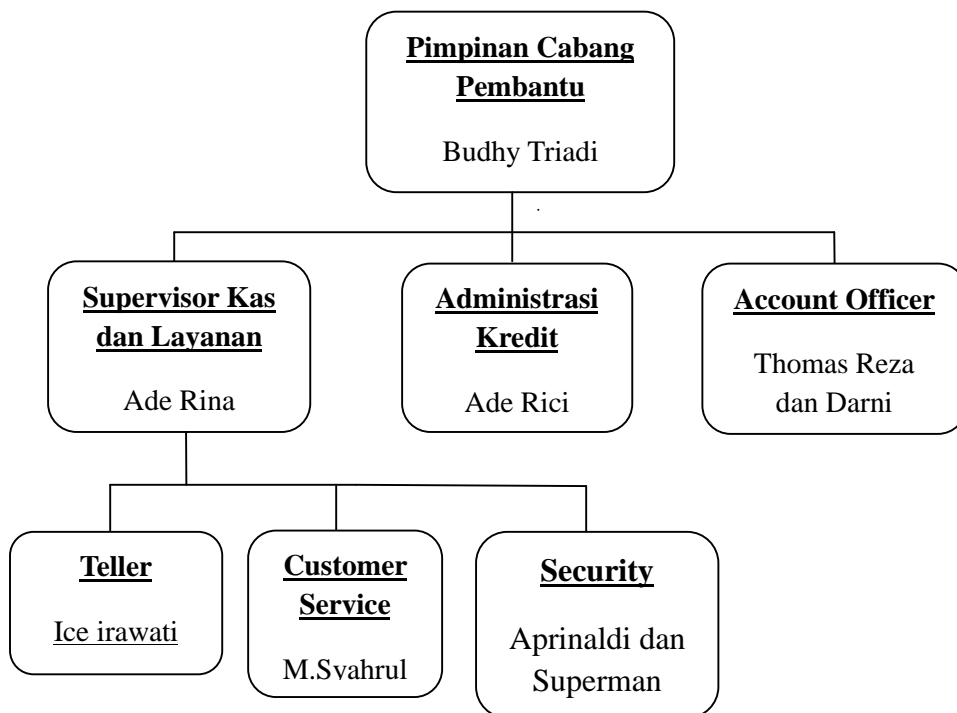 Pimpinan Cabang
Pembantu
Budhy Triadi
Supervisor Kas
dan Layanan
Ade Rina
Administrasi
Kredit
Ade Rici
Account Officer
Thomas Reza
dan Darni
Teller
Ice irawati
Customer
Service
M.Syahrul
Security
Aprinaldi dan
Superman